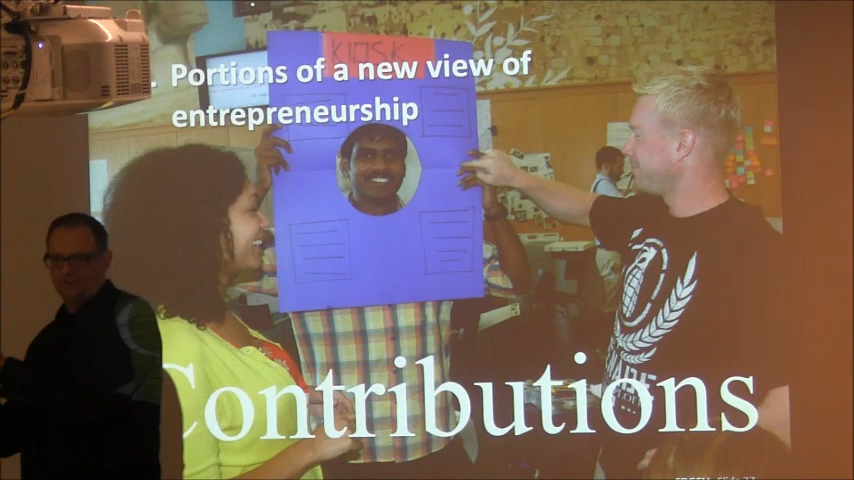 KIOSK
. Portions of a new view of
entrepreneurship
Contributions